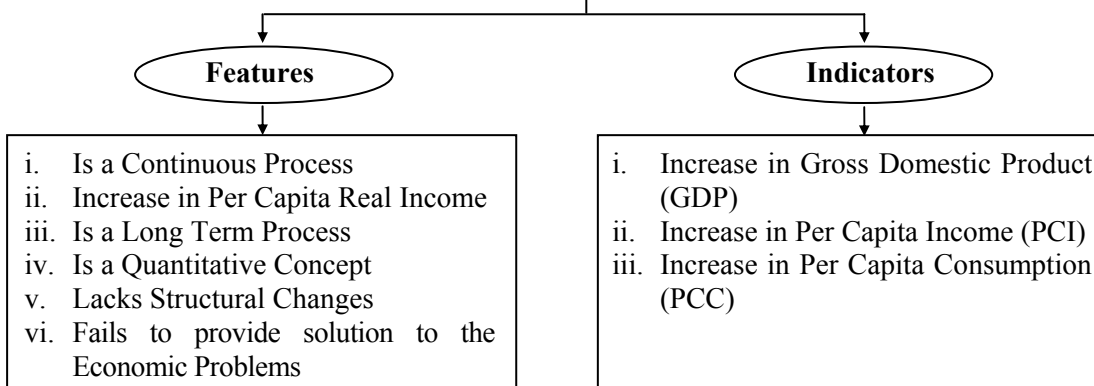 Features
i. Is a Continuous Process
ii. Increase in Per Capita Real Income
iii. Is a Long Term Process
iv. Is a Quantitative Concept
v. Lacks Structural Changes
vi. Fails to provide solution to the
Economic Problems
Indicators
i. Increase in Gross Domestic Product
(GDP)
ii. Increase in Per Capita Income (PCI)
iii. Increase in Per Capita Consumption
(PCC)